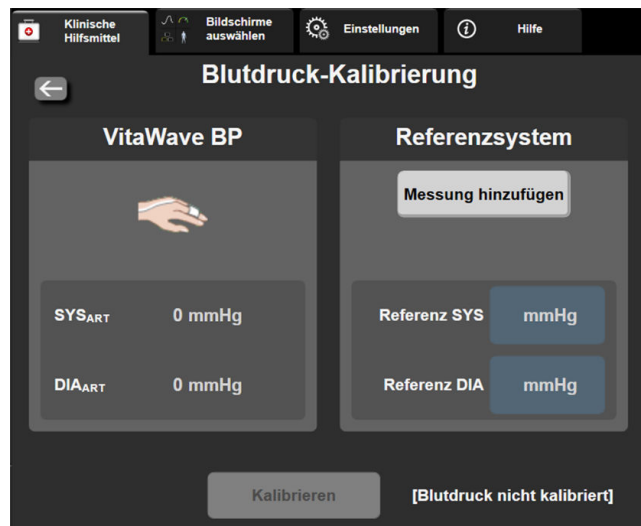 Klinische
Hilfsmittel
Bildschirme
auswählen
Einstellungen
Hilfe
Blutdruck-Kalibrierung
VitaWave BP
Referenzsystem
Messung hinzufügen
SYSART 0 mmHg
Referenz SYS mmHg
DIAART 0 mmHg
Referenz DIA mmHg
Kalibrieren
[Blutdruck nicht kalibriert]